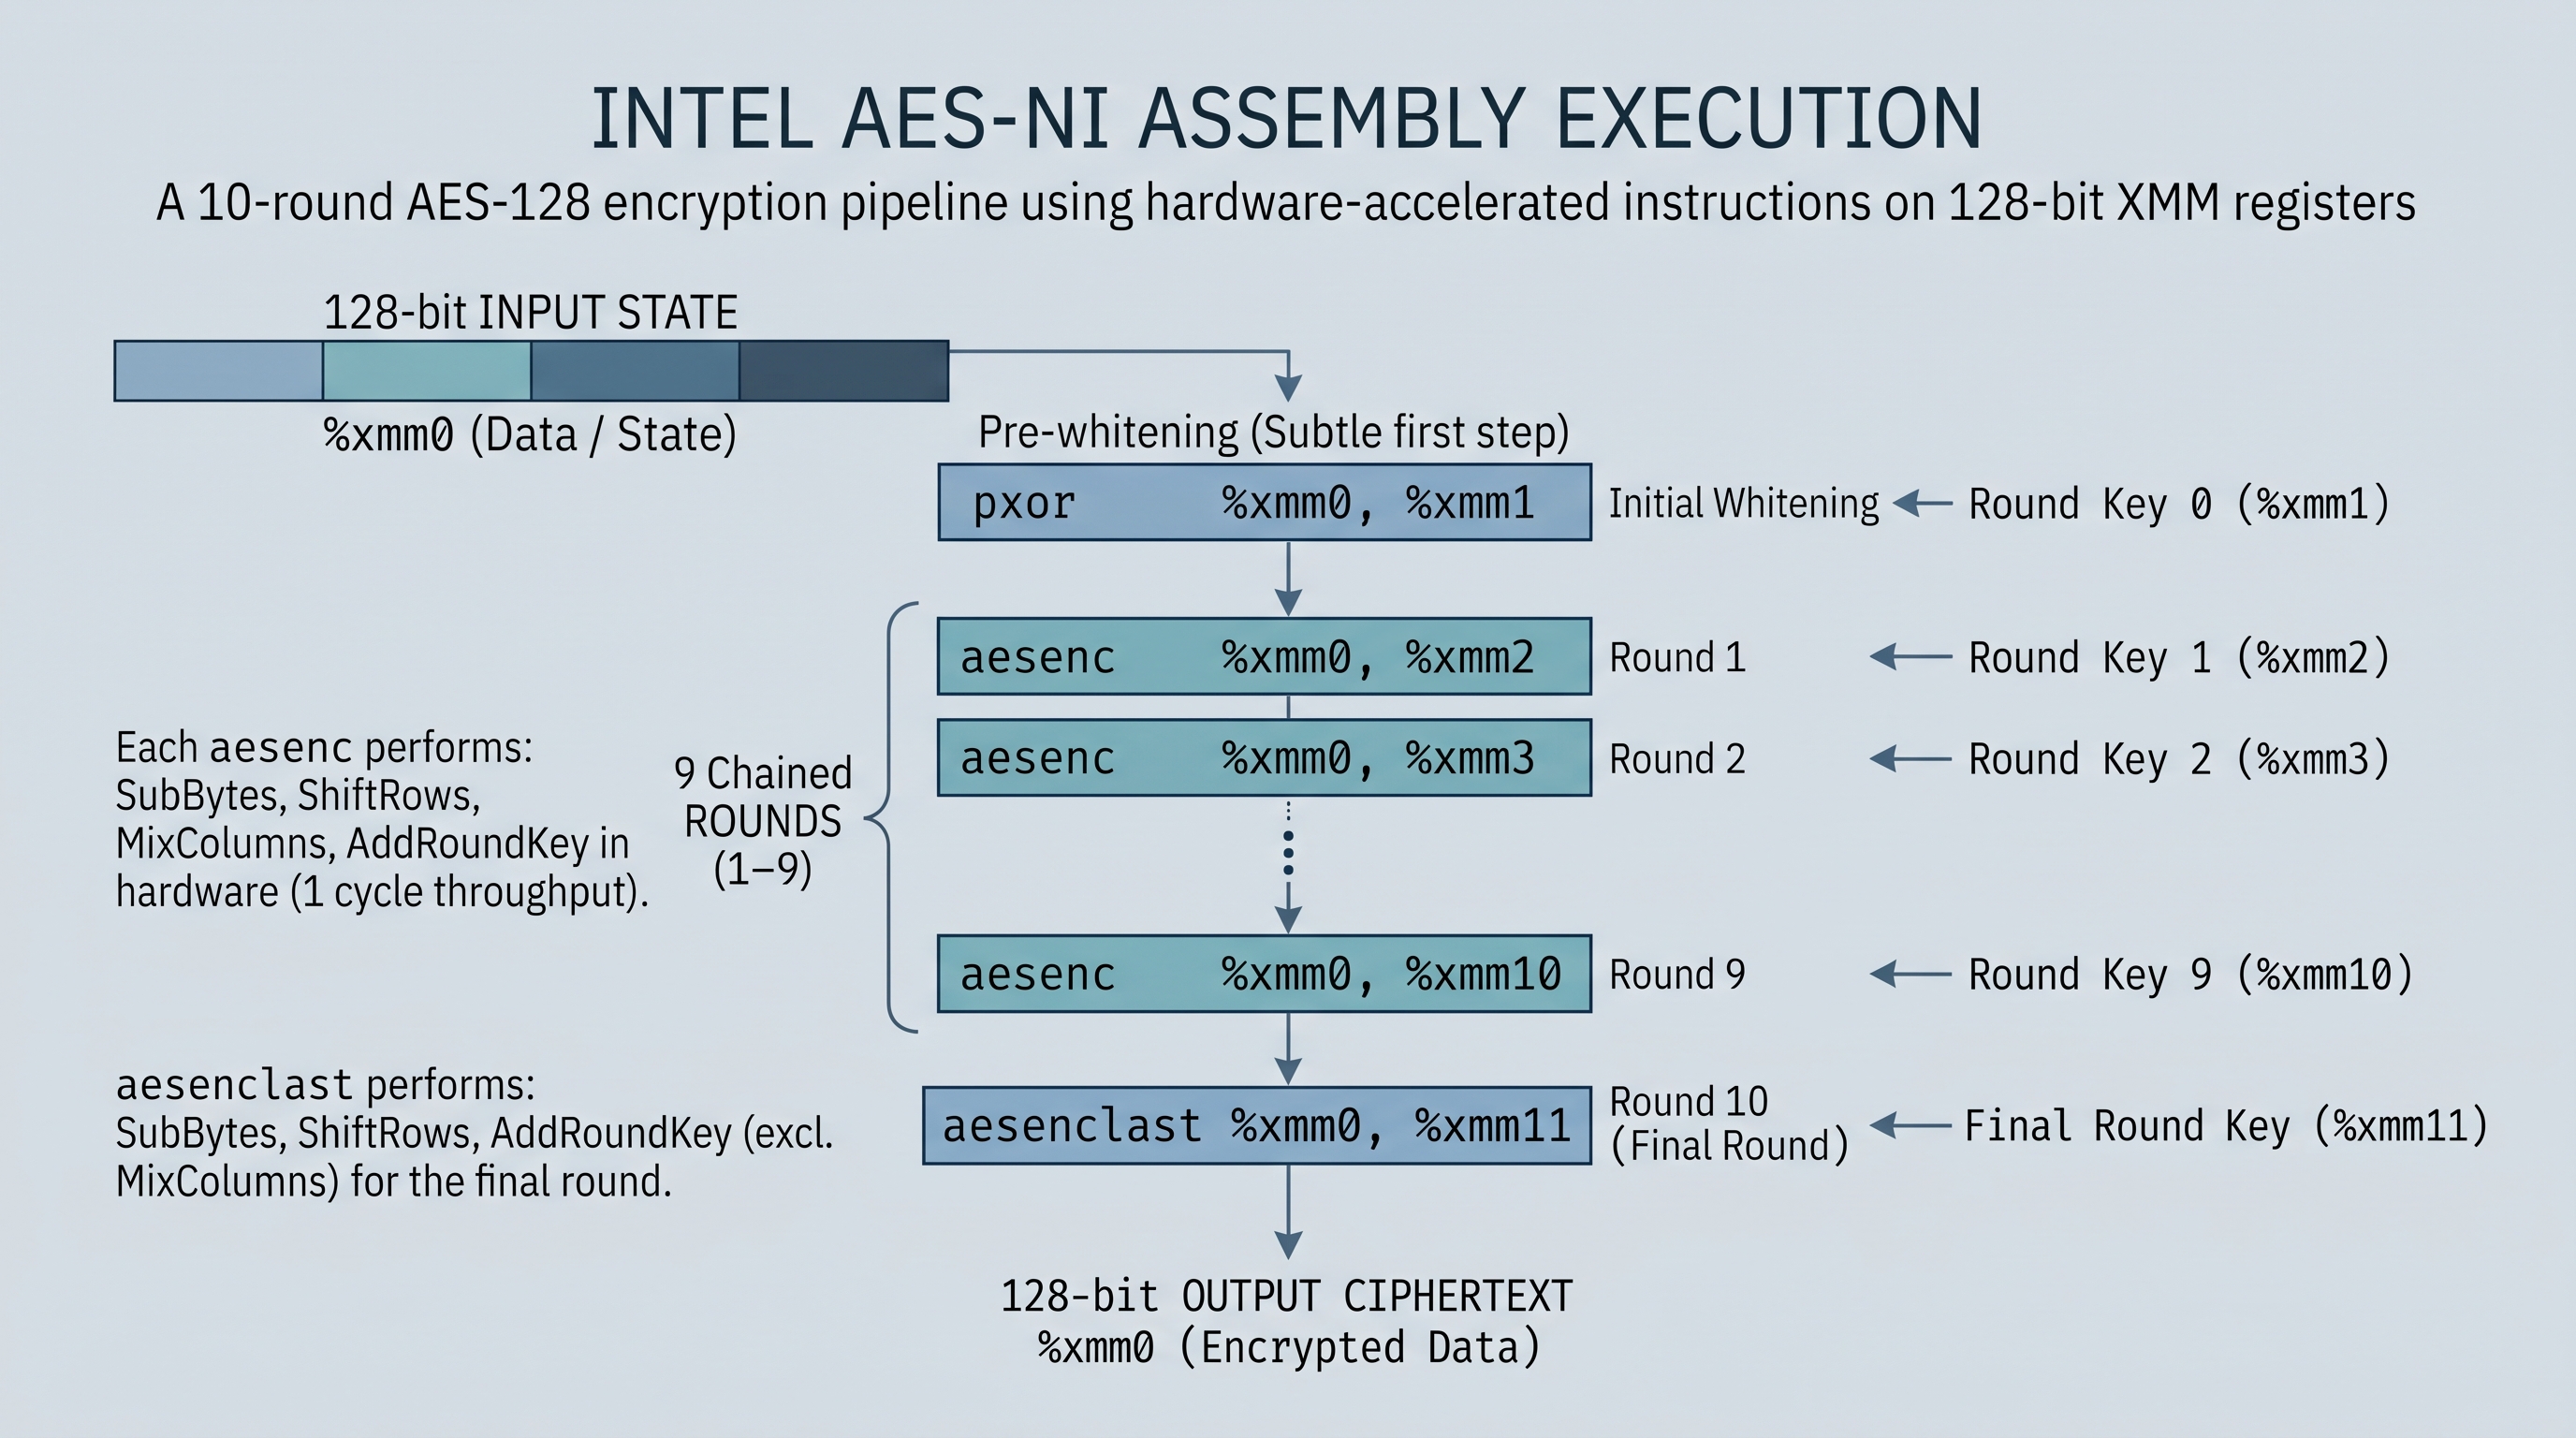 INTEL AES-NI ASSEMBLY EXECUTION
A 10-round AES-128 encryption pipeline using hardware-accelerated instructions on 128-bit XMM registers
128-bit INPUT STATE
%xmm0 (Data / State)
Pre-whitening (Subtle first step)
pxor %xmm0, %xmm1
Initial Whitening
Round Key 0 (%xmm1)
aesenc %xmm0, %xmm2
Round 1
Round Key 1 (%xmm2)
aesenc %xmm0, %xmm3
Round 2
Round Key 2 (%xmm3)
Each aesenc performs:
SubBytes, ShiftRows,
MixColumns, AddRoundKey in
hardware (1 cycle throughput).
9 Chained
ROUNDS
(1–9)
aesenc %xmm0, %xmm10
Round 9
Round Key 9 (%xmm10)
aesenclast performs:
SubBytes, ShiftRows, AddRoundKey (excl.
MixColumns) for the final round.
aesenclast %xmm0, %xmm11
Round 10
(Final Round)
Final Round Key (%xmm11)
128-bit OUTPUT CIPHERTEXT
%xmm0 (Encrypted Data)